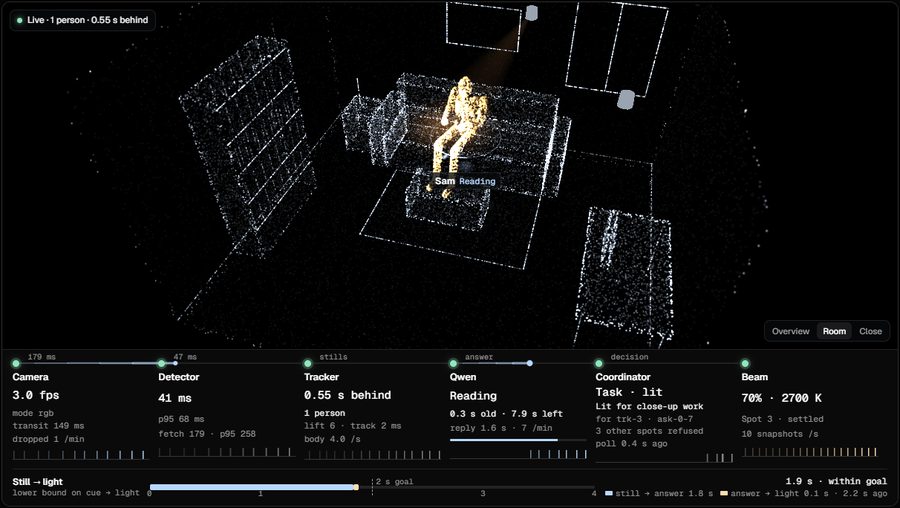 Live · 1 person · 0.55 s behind
Sam Reading
Overview Room Close
179 ms
47 ms
stills
answer
decision
Camera
3.0 fps
mode rgb
transit 149 ms
dropped 1 /min
Detector
41 ms
p95 68 ms
fetch 179 · p95 258
Tracker
0.55 s behind
1 person
lift 6 · track 2 ms
body 4.0 /s
Qwen
Reading
0.3 s old · 7.9 s left
reply 1.6 s · 7 /min
Coordinator
Task · lit
Lit for close-up work
for trk-3 · ask-0-7
3 other spots refused
poll 0.4 s ago
Beam
70% · 2700 K
Spot 3 · settled
10 snapshots /s
Still → light
lower bound on cue → light
0 1 2 s goal 3 4
1.9 s · within goal
still → answer 1.8 s answer → light 0.1 s · 2.2 s ago